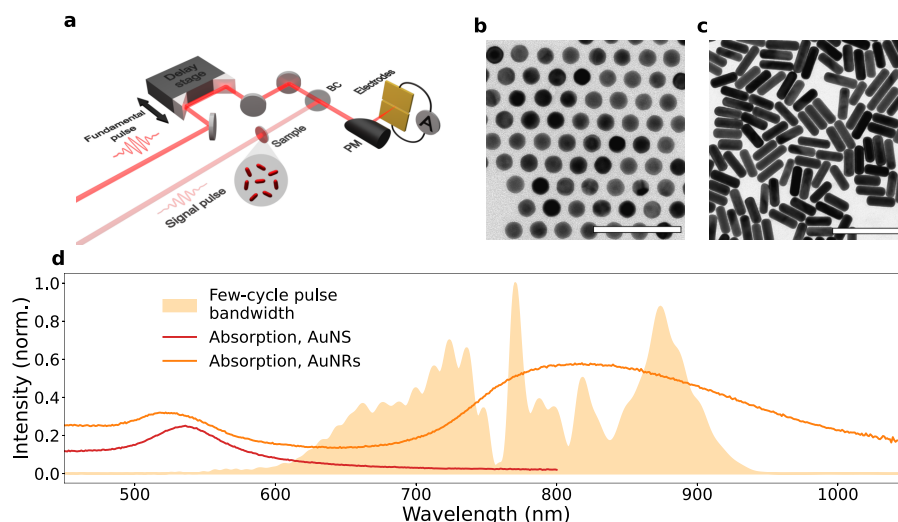 a
Delay
stage
Fundamental
pulse
Signal pulse
Sample
BC
PM
Electrodes
A
b
c
d
Few-cycle pulse
bandwidth
Absorption, AuNS
Absorption, AuNRs
Intensity (norm.)
1.0
0.8
0.6
0.4
0.2
0.0
500 600 700 800 900 1000
Wavelength (nm)